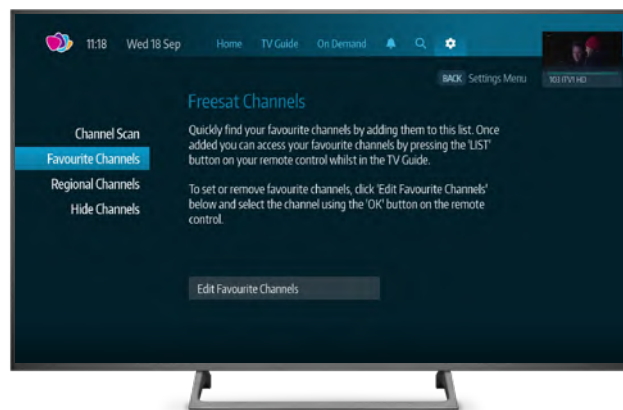 11:18 Wed 18 Sep Home TV Guide On Demand
BACK Settings Menu
103 ITV1 HD
Freesat Channels
Channel Scan
Favourite Channels
Regional Channels
Hide Channels
Quickly find your favourite channels by adding them to this list. Once
added you can access your favourite channels by pressing the 'LIST'
button on your remote control whilst in the TV Guide.
To set or remove favourite channels, click 'Edit Favourite Channels'
below and select the channel using the 'OK' button on the remote
control.
Edit Favourite Channels